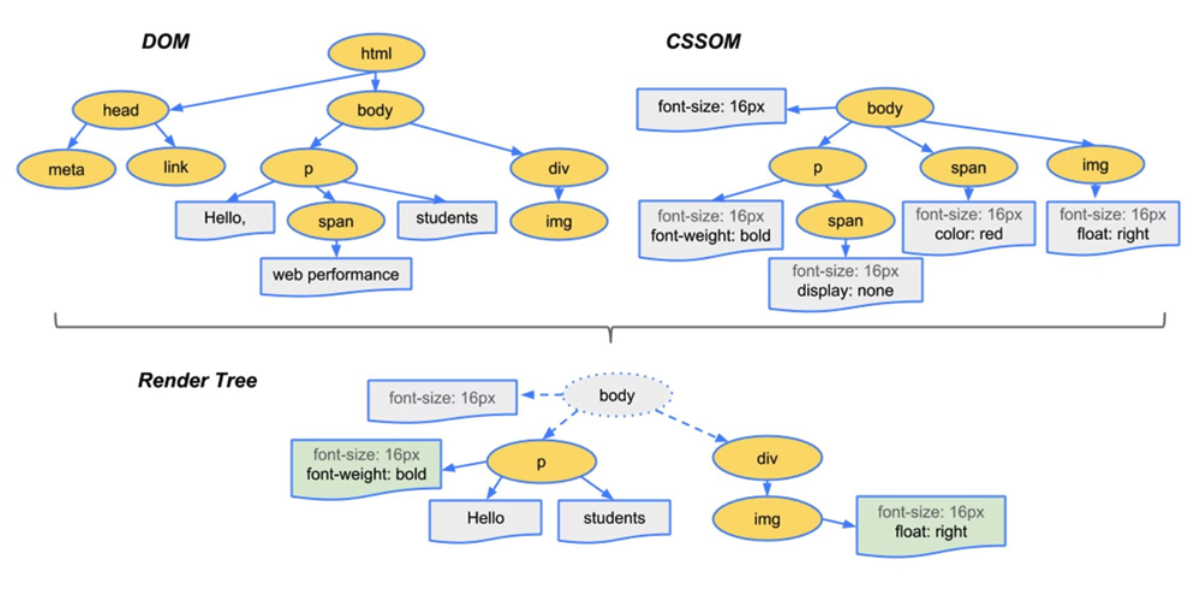 DOM
html
head
body
meta
link
p
div
Hello,
span
students
img
web performance
CSSOM
font-size: 16px
body
p
span
img
font-size: 16px
font-weight: bold
span
font-size: 16px
color: red
font-size: 16px
float: right
font-size: 16px
display: none
Render Tree
font-size: 16px
body
font-size: 16px
font-weight: bold
p
div
Hello
students
img
font-size: 16px
float: right